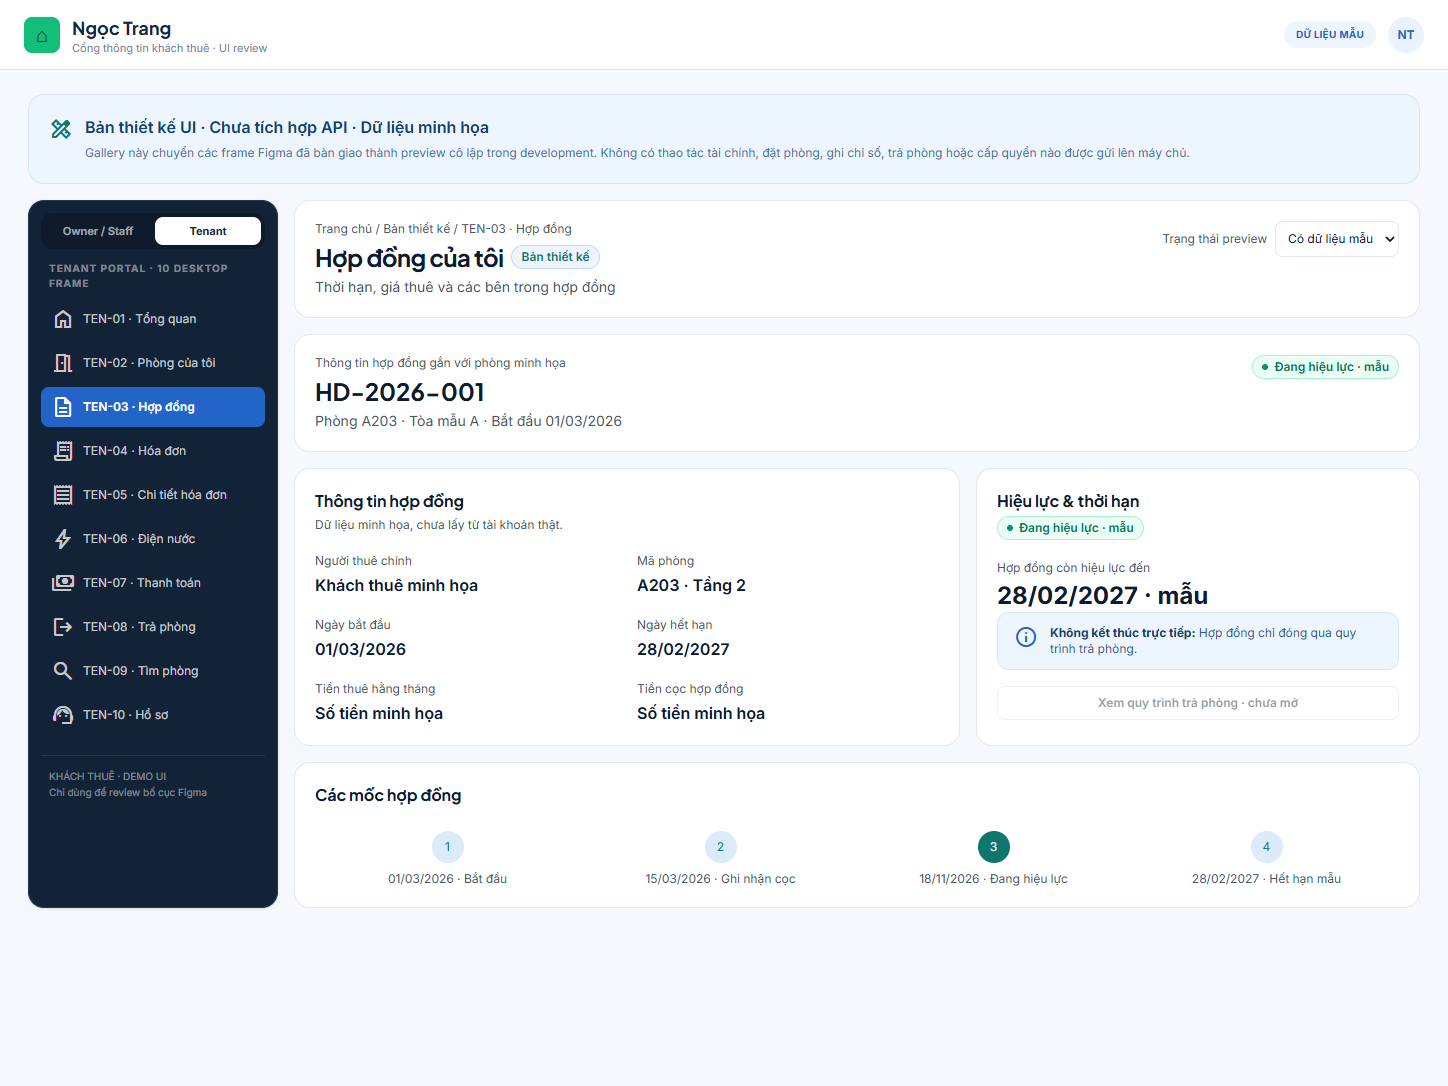 Ngọc Trang
Cổng thông tin khách thuê · UI review
DỮ LIỆU MẪU
NT
Bản thiết kế UI · Chưa tích hợp API · Dữ liệu minh họa
Gallery này chuyển các frame Figma đã bàn giao thành preview cô lập trong development. Không có thao tác tài chính, đặt phòng, ghi chỉ số, trả phòng hoặc cấp quyền nào được gửi lên máy chủ.
Owner / Staff
Tenant
TENANT PORTAL · 10 DESKTOP
FRAME
TEN-01 · Tổng quan
TEN-02 · Phòng của tôi
TEN-03 · Hợp đồng
TEN-04 · Hóa đơn
TEN-05 · Chi tiết hóa đơn
TEN-06 · Điện nước
TEN-07 · Thanh toán
TEN-08 · Trả phòng
TEN-09 · Tìm phòng
TEN-10 · Hồ sơ
KHÁCH THUÊ · DEMO UI
Chỉ dùng để review bố cục Figma
Trang chủ / Bản thiết kế / TEN-03 · Hợp đồng
Hợp đồng của tôi
Bản thiết kế
Thời hạn, giá thuê và các bên trong hợp đồng
Trạng thái preview
Có dữ liệu mẫu
Thông tin hợp đồng gắn với phòng minh họa
HD-2026-001
Phòng A203 · Tòa mẫu A · Bắt đầu 01/03/2026
Đang hiệu lực · mẫu
Thông tin hợp đồng
Dữ liệu minh họa, chưa lấy từ tài khoản thật.
Người thuê chính
Khách thuê minh họa
Mã phòng
A203 · Tầng 2
Ngày bắt đầu
01/03/2026
Ngày hết hạn
28/02/2027
Tiền thuê hằng tháng
Số tiền minh họa
Tiền cọc hợp đồng
Số tiền minh họa
Hiệu lực & thời hạn
Đang hiệu lực · mẫu
Hợp đồng còn hiệu lực đến
28/02/2027 · mẫu
Không kết thúc trực tiếp: Hợp đồng chỉ đóng qua quy
trình trả phòng.
Xem quy trình trả phòng · chưa mở
Các mốc hợp đồng
1
01/03/2026 · Bắt đầu
2
15/03/2026 · Ghi nhận cọc
3
18/11/2026 · Đang hiệu lực
4
28/02/2027 · Hết hạn mẫu